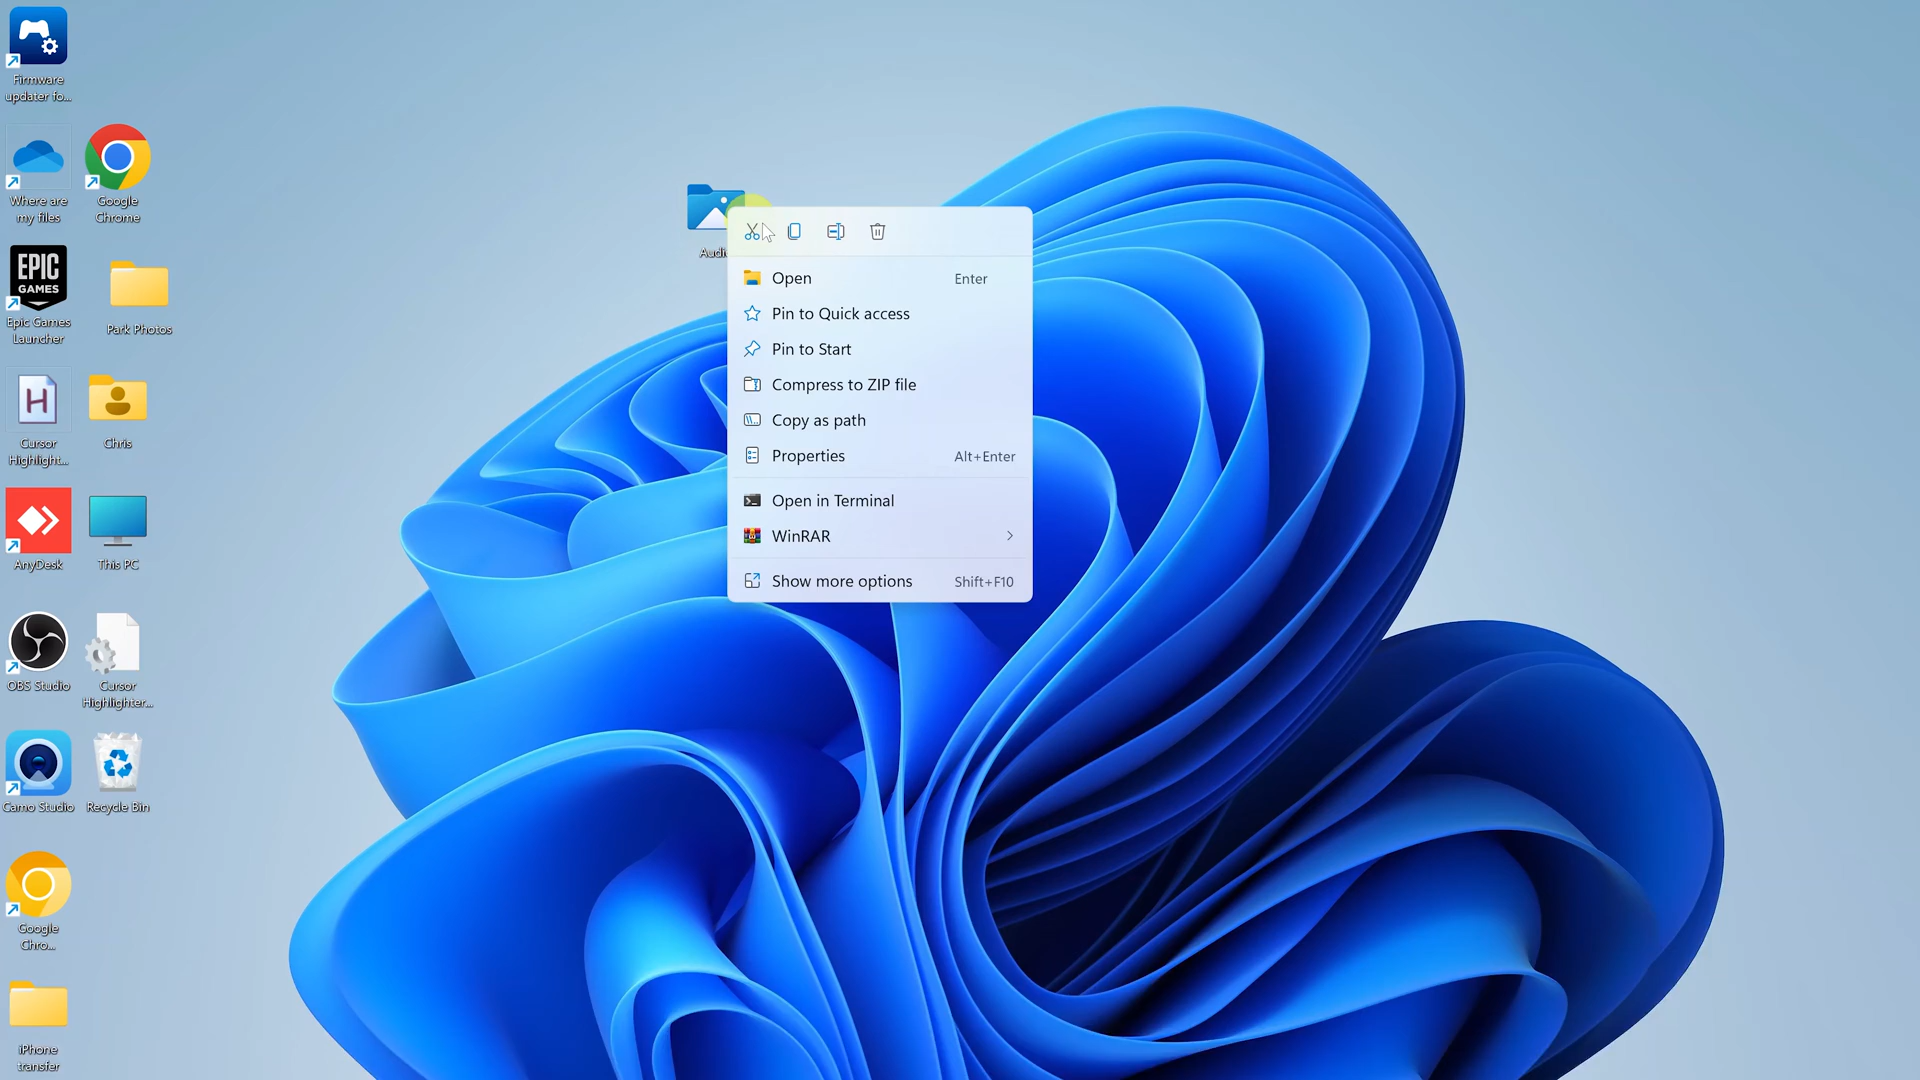 Firmware
updater fo...
Where are
my files
Google
Chrome
EPIC
GAMES
Epic Games
Launcher
Park Photos
H
Cursor
Highlight...
Chris
AnyDesk
This PC
OBS Studio
Cursor
Highlighter...
Camo Studio
Recycle Bin
Google
Chro...
iPhone
transfer
Open Enter
Pin to Quick access
Pin to Start
Compress to ZIP file
Copy as path
Properties Alt+Enter
Open in Terminal
WinRAR
Show more options Shift+F10